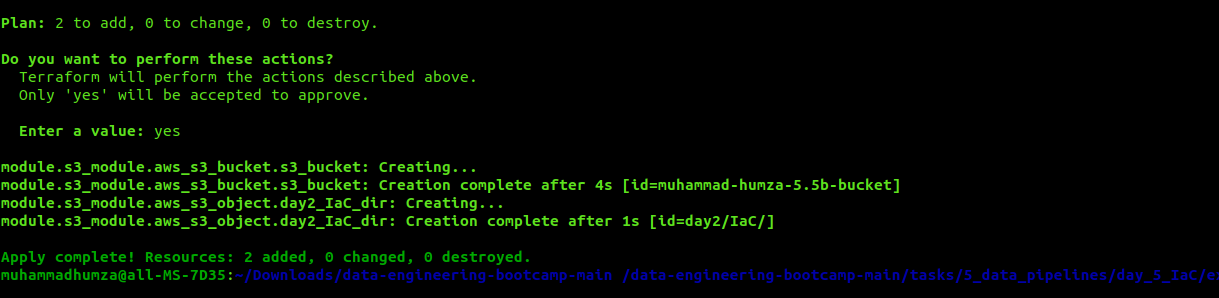 Plan: 2 to add, 0 to change, 0 to destroy.
Do you want to perform these actions?
Terraform will perform the actions described above.
Only 'yes' will be accepted to approve.
Enter a value: yes
module.s3_module.aws_s3_bucket.s3_bucket: Creating...
module.s3_module.aws_s3_bucket.s3_bucket: Creation complete after 4s [id=muhammad-humza-5.5b-bucket]
module.s3_module.aws_s3_object.day2_IaC_dir: Creating...
module.s3_module.aws_s3_object.day2_IaC_dir: Creation complete after 1s [id=day2/IaC/]
Apply complete! Resources: 2 added, 0 changed, 0 destroyed.
muhammadhumza@all-MS-7D35:~/Downloads/data-engineering-bootcamp-main /data-engineering-bootcamp-main/tasks/5_data_pipelines/day_5_IaC/e